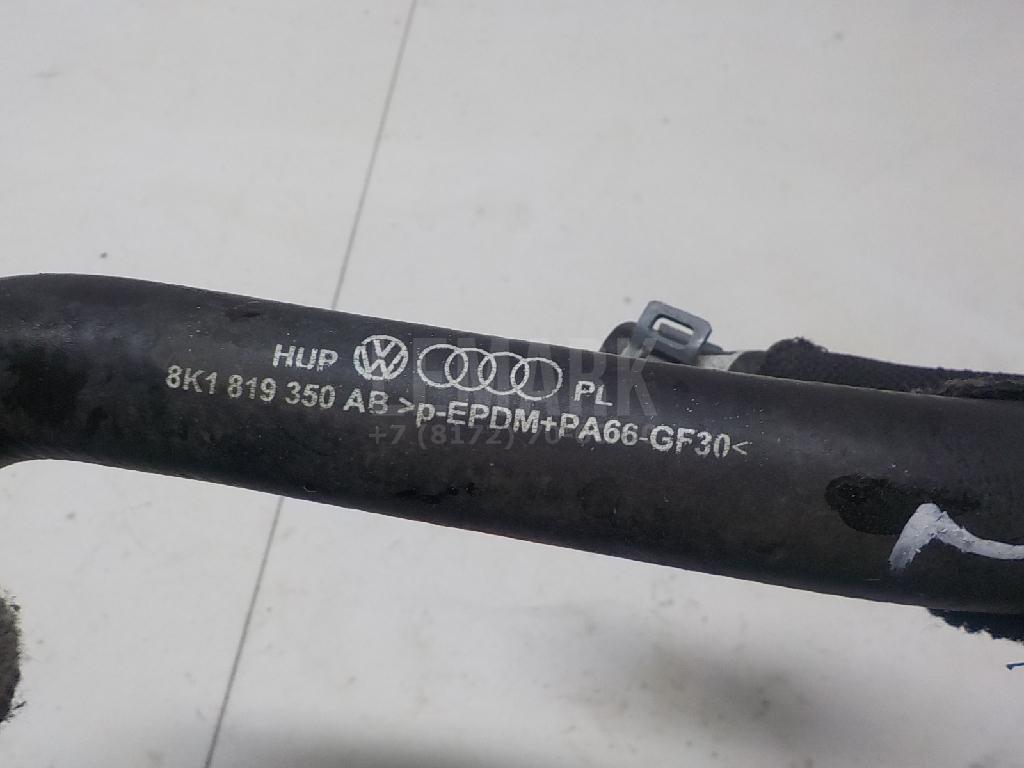 HUP PL
8K1 819 350 AB >p-EPDM+PA66-GF30<